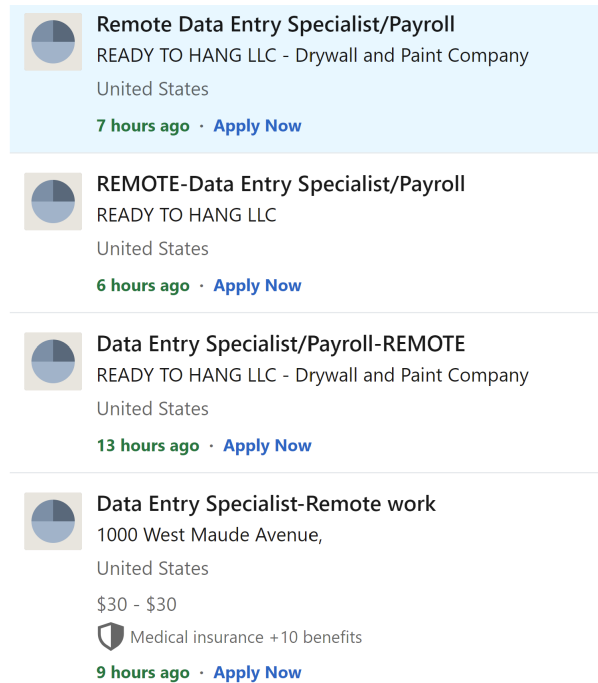 Remote Data Entry Specialist/Payroll
READY TO HANG LLC - Drywall and Paint Company
United States
7 hours ago · Apply Now
REMOTE-Data Entry Specialist/Payroll
READY TO HANG LLC
United States
6 hours ago · Apply Now
Data Entry Specialist/Payroll-REMOTE
READY TO HANG LLC - Drywall and Paint Company
United States
13 hours ago · Apply Now
Data Entry Specialist-Remote work
1000 West Maude Avenue,
United States
$30 - $30
Medical insurance +10 benefits
9 hours ago · Apply Now